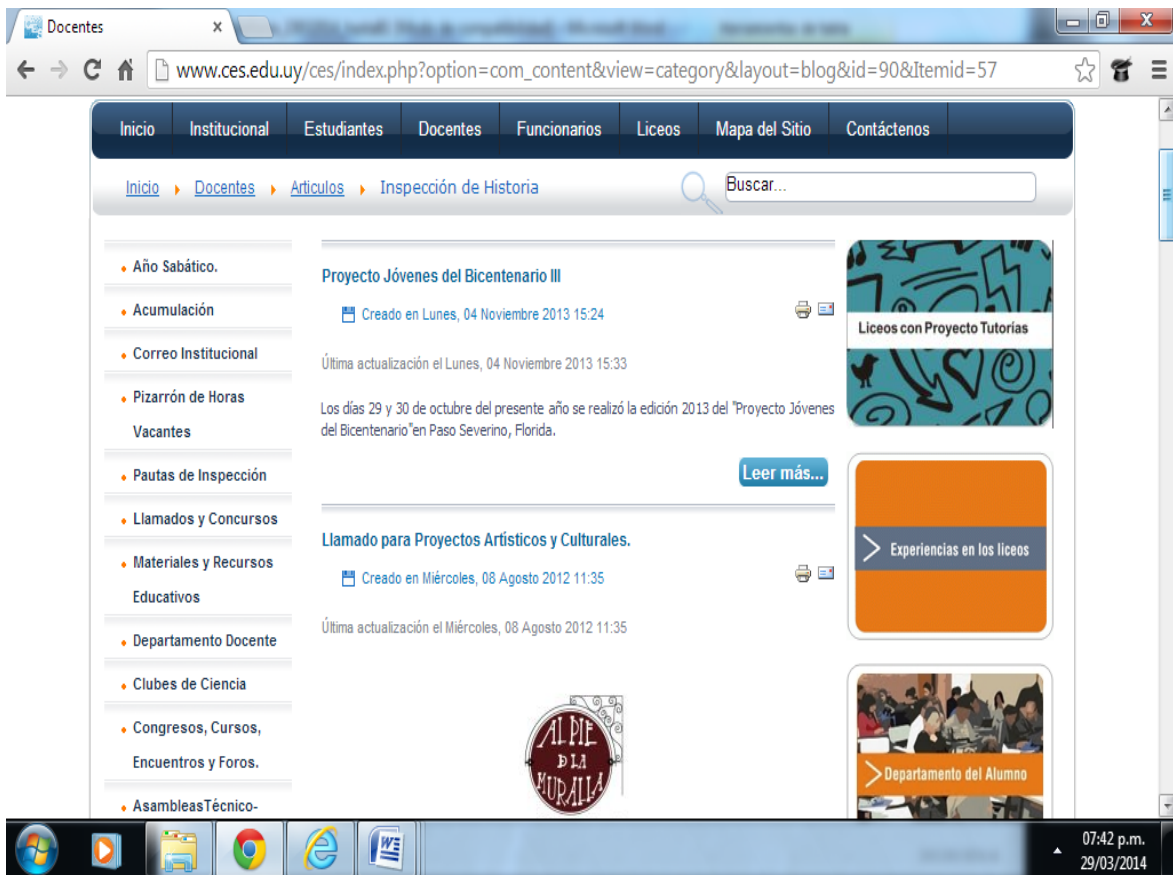 Docentes
www.ces.edu.uy/ces/index.php?option=com_content&view=category&layout=blog&id=90&Itemid=57
Inicio Institucional Estudiantes Docentes Funcionarios Liceos Mapa del Sitio Contáctenos
Inicio Docentes Articulos Inspección de Historia Buscar...
Año Sabático.
Acumulación
Correo Institucional
Pizarrón de Horas
Vacantes
Pautas de Inspección
Llamados y Concursos
Materiales y Recursos
Educativos
Departamento Docente
Clubes de Ciencia
Congresos, Cursos,
Encuentros y Foros.
AsambleasTécnico-
Proyecto Jóvenes del Bicentenario III
Creado en Lunes, 04 Noviembre 2013 15:24
Última actualización el Lunes, 04 Noviembre 2013 15:33
Los días 29 y 30 de octubre del presente año se realizó la edición 2013 del "Proyecto Jóvenes
del Bicentenario"en Paso Severino, Florida.
Leer más...
Llamado para Proyectos Artísticos y Culturales.
Creado en Miércoles, 08 Agosto 2012 11:35
Última actualización el Miércoles, 08 Agosto 2012 11:35
AL PIE
D LA
MURALLA
Liceos con Proyecto Tutorías
Experiencias en los liceos
Departamento del Alumno
07:42 p.m.
29/03/2014